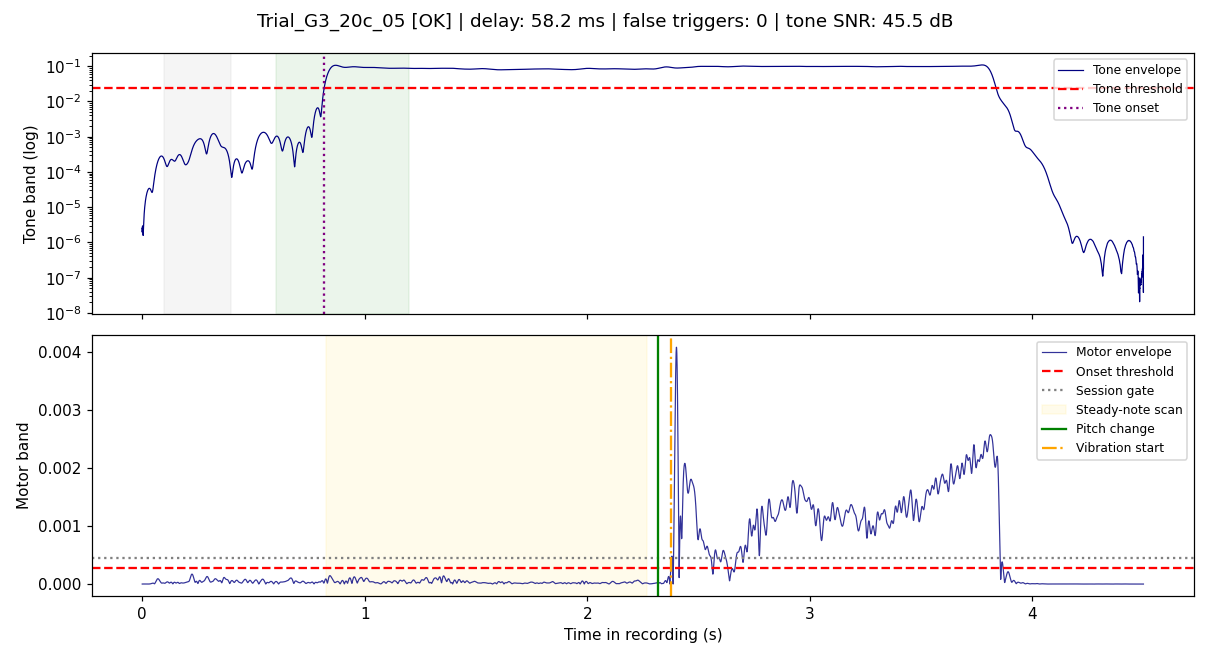 Trial_G3_20c_05 [OK] | delay: 58.2 ms | false triggers: 0 | tone SNR: 45.5 dB
Tone band (log)
10⁻¹
10⁻²
10⁻³
10⁻⁴
10⁻⁵
10⁻⁶
10⁻⁷
10⁻⁸
Tone envelope
Tone threshold
Tone onset
Motor band
0.004
0.003
0.002
0.001
0.000
Motor envelope
Onset threshold
Session gate
Steady-note scan
Pitch change
Vibration start
0 1 2 3 4
Time in recording (s)